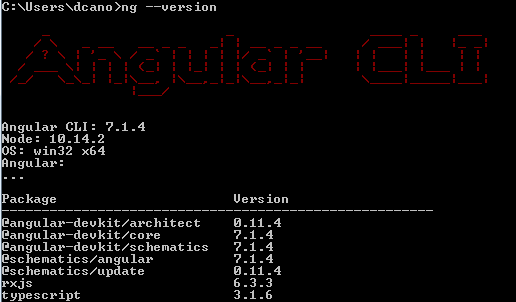 C:\Users\dcano>ng --version
Angular CLI
Angular CLI: 7.1.4
Node: 10.14.2
OS: win32 x64
Angular:
...
Package Version
------------------------------------------------------
@angular-devkit/architect 0.11.4
@angular-devkit/core 7.1.4
@angular-devkit/schematics 7.1.4
@schematics/angular 7.1.4
@schematics/update 0.11.4
rxjs 6.3.3
typescript 3.1.6